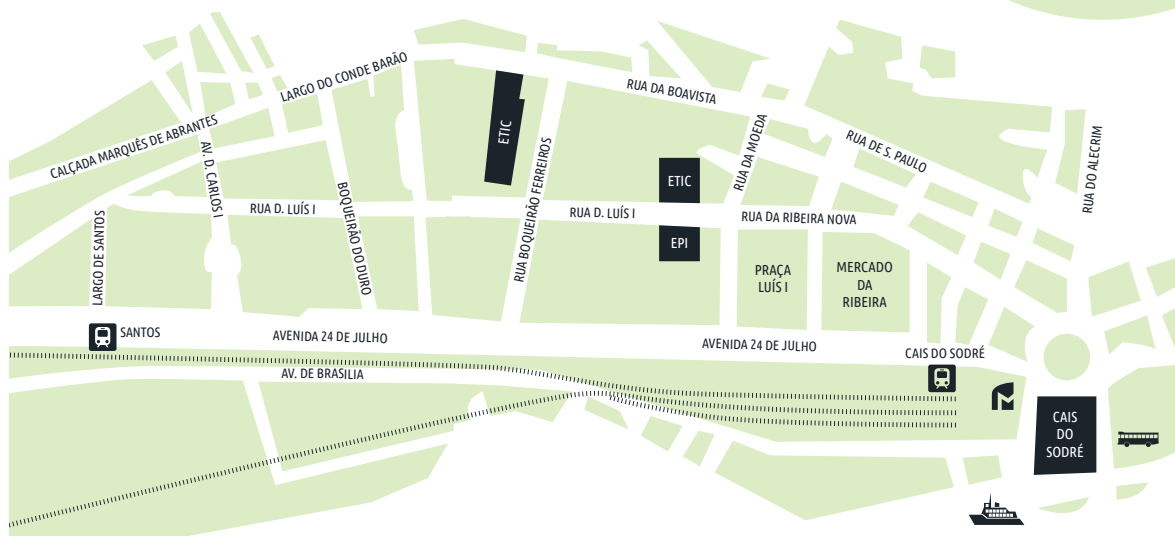 LARGO DO CONDE BARÃO
RUA DA BOAVISTA
CALÇADA MARQUÊS DE ABRANTES
ETIC
RUA DA MOEDA
RUA DE S. PAULO
RUA DO ALECRIM
AV. D. CARLOS I
BOQUEIRÃO DO DURO
RUA BOQUEIRÃO FERREIROS
ETIC
LARGO DE SANTOS
RUA D. LUÍS I
RUA D. LUÍS I
RUA DA RIBEIRA NOVA
EPI
PRAÇA
LUÍS I
MERCADO
DA
RIBEIRA
SANTOS
AVENIDA 24 DE JULHO
AVENIDA 24 DE JULHO
CAIS DO SODRÉ
AV. DE BRASILIA
CAIS
DO
SODRÉ